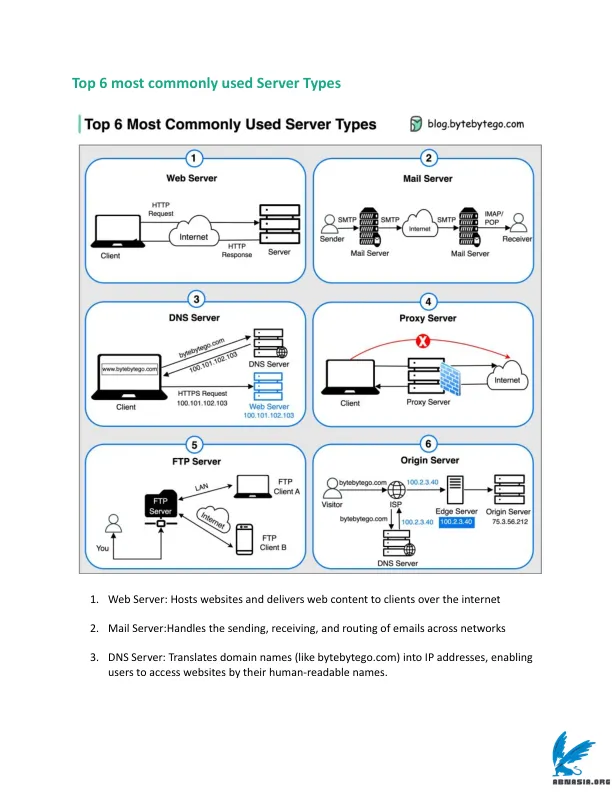 Top 6 most commonly used Server Types
Top 6 Most Commonly Used Server Types
blog.bytebytego.com
1
Web Server
HTTP
Request
Internet
HTTP
Response
Client
Server
2
Mail Server
SMTP
SMTP
SMTP
IMAP/
POP
Internet
Sender
Mail Server
Mail Server
Receiver
3
DNS Server
bytebytego.com
100.101.102.103
www.bytebytego.com
DNS Server
HTTPS Request
100.101.102.103
Client
Web Server
100.101.102.103
4
Proxy Server
X
Internet
Client
Proxy Server
5
FTP Server
LAN
FTP
Server
FTP
Client A
Internet
You
FTP
Client B
6
Origin Server
bytebytego.com
100.2.3.40
Visitor
ISP
Edge Server
Origin Server
bytebytego.com
100.2.3.40
100.2.3.40
75.3.56.212
DNS Server
1. Web Server: Hosts websites and delivers web content to clients over the internet
2. Mail Server:Handles the sending, receiving, and routing of emails across networks
3. DNS Server: Translates domain names (like bytebytego.com) into IP addresses, enabling
users to access websites by their human-readable names.
ABNASIA.ORG